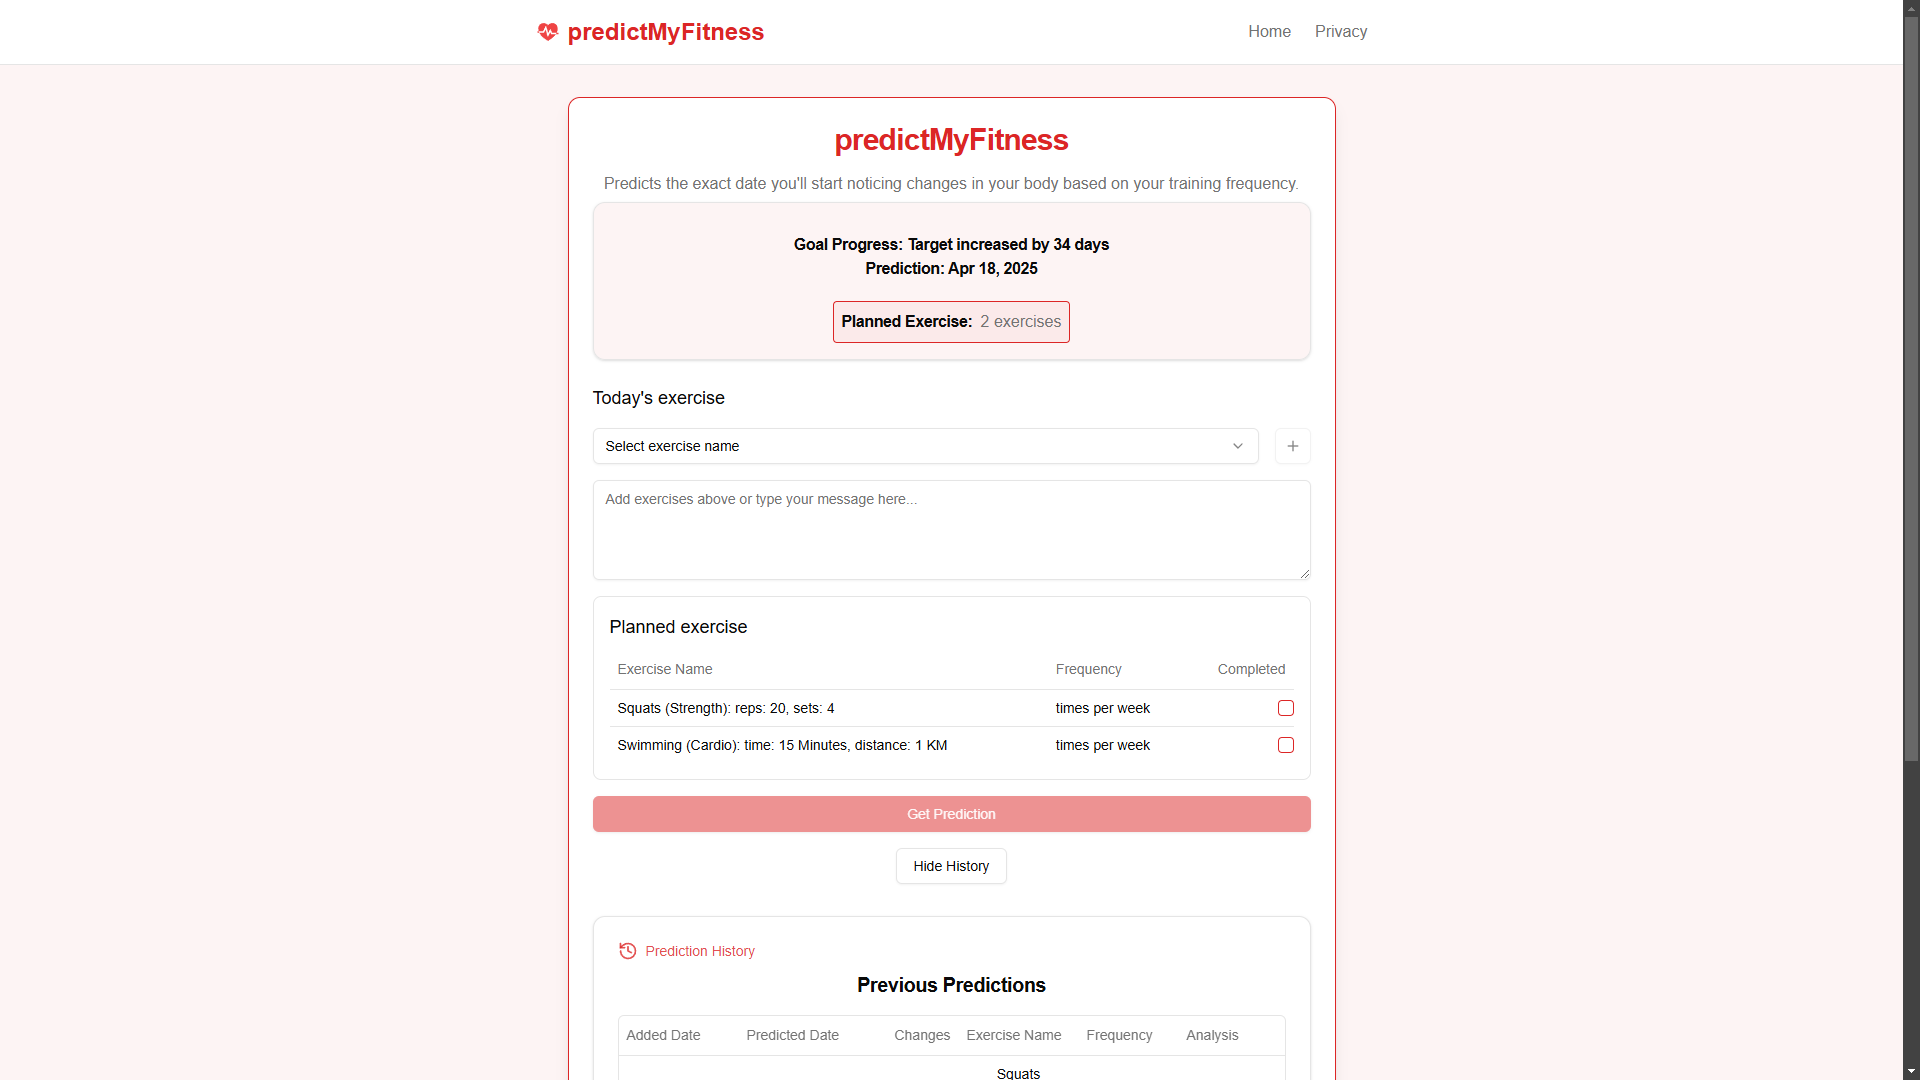 predictMyFitness
Home
Privacy
predictMyFitness
Predicts the exact date you'll start noticing changes in your body based on your training frequency.
Goal Progress: Target increased by 34 days
Prediction: Apr 18, 2025
Planned Exercise: 2 exercises
Today's exercise
Select exercise name
Add exercises above or type your message here...
Planned exercise
Exercise Name Frequency Completed
Squats (Strength): reps: 20, sets: 4 times per week
Swimming (Cardio): time: 15 Minutes, distance: 1 KM times per week
Get Prediction
Hide History
Prediction History
Previous Predictions
Added Date Predicted Date Changes Exercise Name Frequency Analysis
Squats